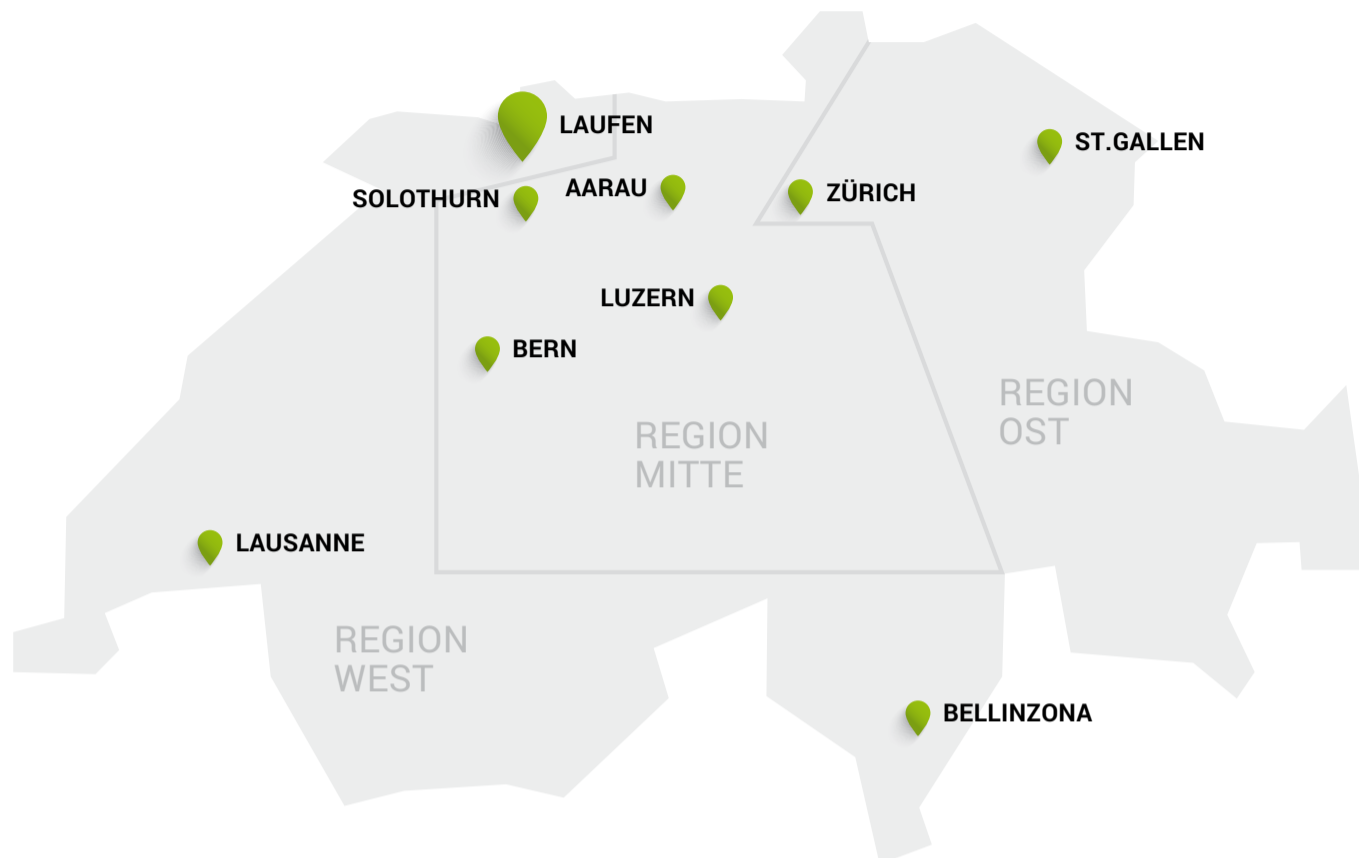 LAUFEN
ST.GALLEN
SOLOTHURN
AARAU
ZÜRICH
LUZERN
BERN
REGION
OST
REGION
MITTE
LAUSANNE
REGION
WEST
BELLINZONA